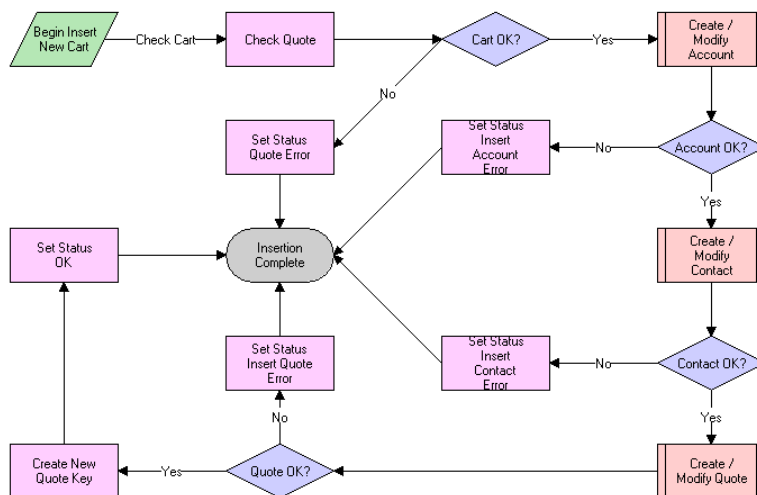 Begin Insert
New Cart
Check Cart
Check Quote
Cart OK?
Yes
Create /
Modify
Account
No
Set Status
Quote Error
Set Status
Insert
Account
Error
No
Account OK?
Yes
Set Status
OK
Insertion
Complete
Create /
Modify
Contact
Set Status
Insert Quote
Error
Set Status
Insert
Contact
Error
No
Contact OK?
No
Yes
Create New
Quote Key
Yes
Quote OK?
Create /
Modify Quote